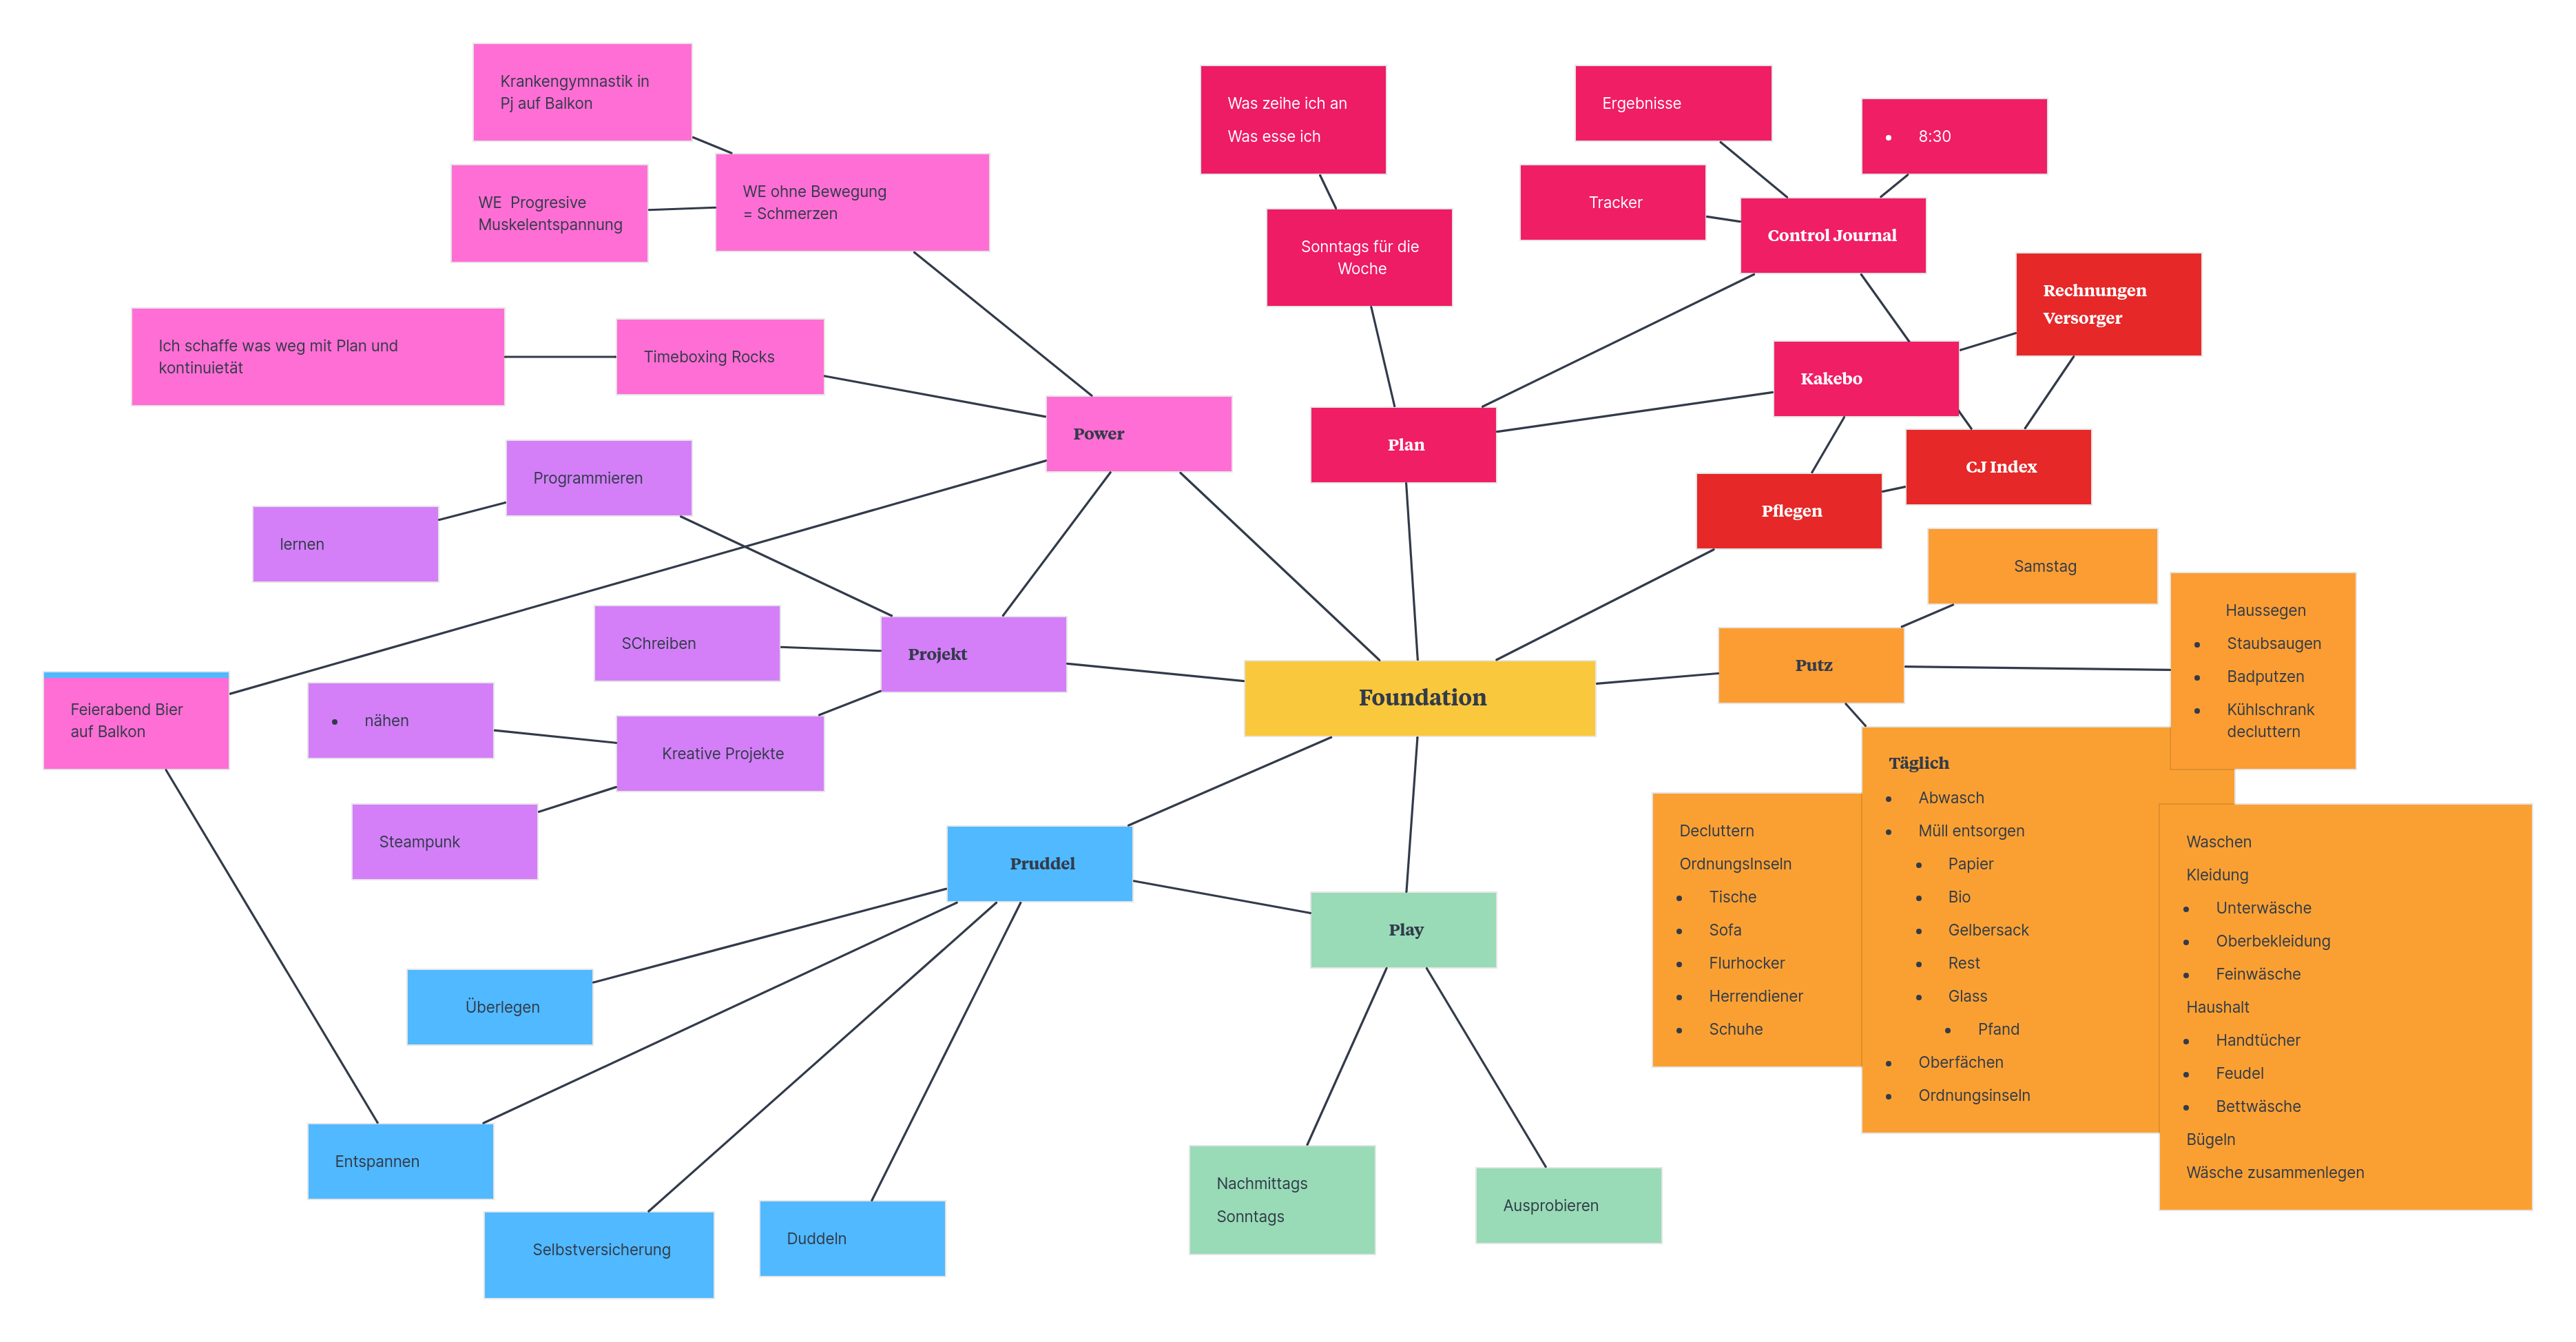 Krankengymnastik in
Pj auf Balkon
WE  Progresive
Muskelentspannung
WE ohne Bewegung
= Schmerzen
Ich schaffe was weg mit Plan und
kontinuietät
Timeboxing Rocks
Power
Programmieren
lernen
SChreiben
Projekt
Feierabend Bier
auf Balkon
• nähen
Kreative Projekte
Steampunk
Was zeihe ich an
Was esse ich
Sonntags für die
Woche
Plan
Ergebnisse
• 8:30
Tracker
Control Journal
Rechnungen
Versorger
Kakebo
CJ Index
Pflegen
Foundation
Samstag
Putz
Haussegen
• Staubsaugen
• Badputzen
• Kühlschrank
decluttern
Decluttern
OrdnungsInseln
• Tische
• Sofa
• Flurhocker
• Herrendiener
• Schuhe
Täglich
• Abwasch
• Müll entsorgen
• Papier
• Bio
• Gelbersack
• Rest
• Glass
• Pfand
• Oberfächen
• Ordnungsinseln
Waschen
Kleidung
• Unterwäsche
• Oberbekleidung
• Feinwäsche
Haushalt
• Handtücher
• Feudel
• Bettwäsche
Bügeln
Wäsche zusammenlegen
Pruddel
Play
Überlegen
Entspannen
Selbstversicherung
Duddeln
Nachmittags
Sonntags
Ausprobieren